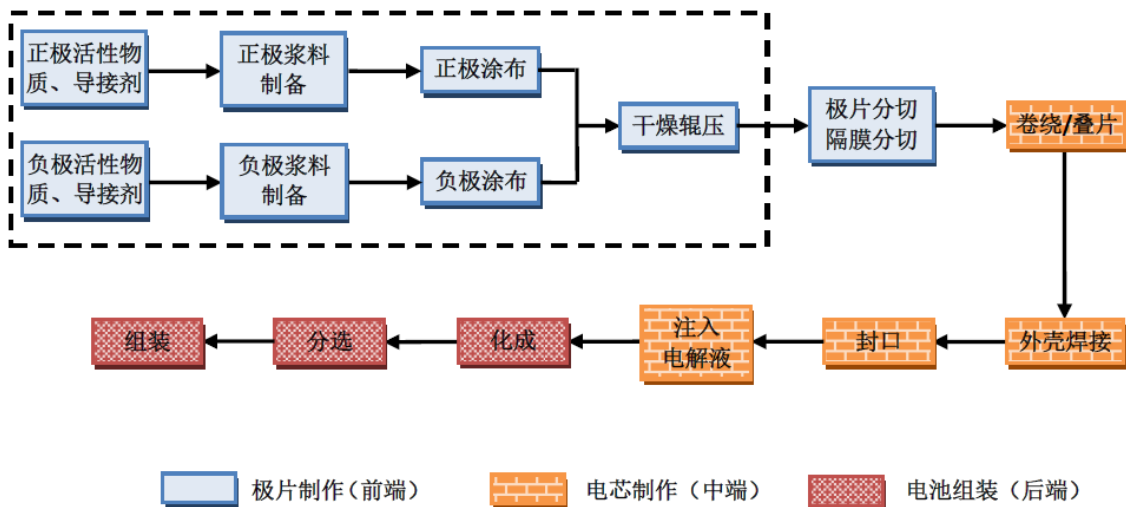 正极活性物
质、导接剂
正极浆料
制备
正极涂布
干燥辊压
极片分切
隔膜分切
卷绕/叠片
负极活性物
质、导接剂
负极浆料
制备
负极涂布
组装
分选
化成
注入
电解液
封口
外壳焊接
极片制作（前端）
电芯制作（中端）
电池组装（后端）